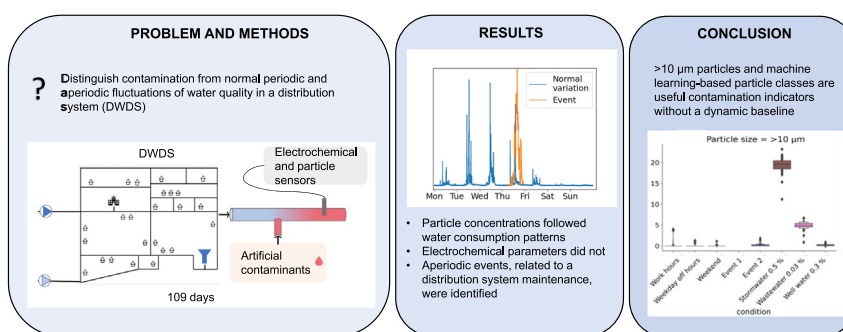 PROBLEM AND METHODS
?
Distinguish contamination from normal periodic and
aperiodic fluctuations of water quality in a distribution
system (DWDS)
DWDS
Electrochemical
and particle
sensors
Artificial
contaminants
109 days
RESULTS
Normal
variation
Event
Mon Tue Wed Thu Fri Sat Sun
• Particle concentrations followed
water consumption patterns
• Electrochemical parameters did not
• Aperiodic events, related to a
distribution system maintenance,
were identified
CONCLUSION
>10 µm particles and machine
learning-based particle classes are
useful contamination indicators
without a dynamic baseline
Particle size = >10 µm
20
15
10
5
0
Work hours
Weekday off hours
Weekend
Event 1
Event 2
Stormwater 0.5 %
Wastewater 0.03 %
Well water 0.3 %
condition